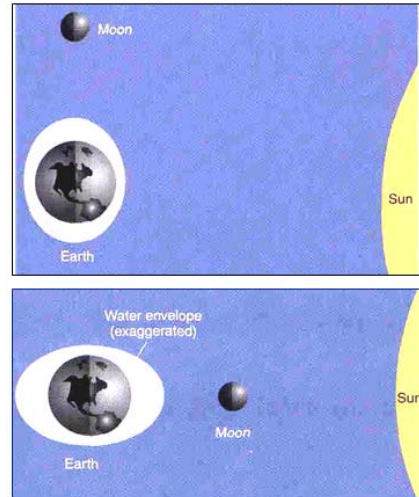 Moon
Sun
Earth
Water envelope
(exaggerated)
Sun
Moon
Earth